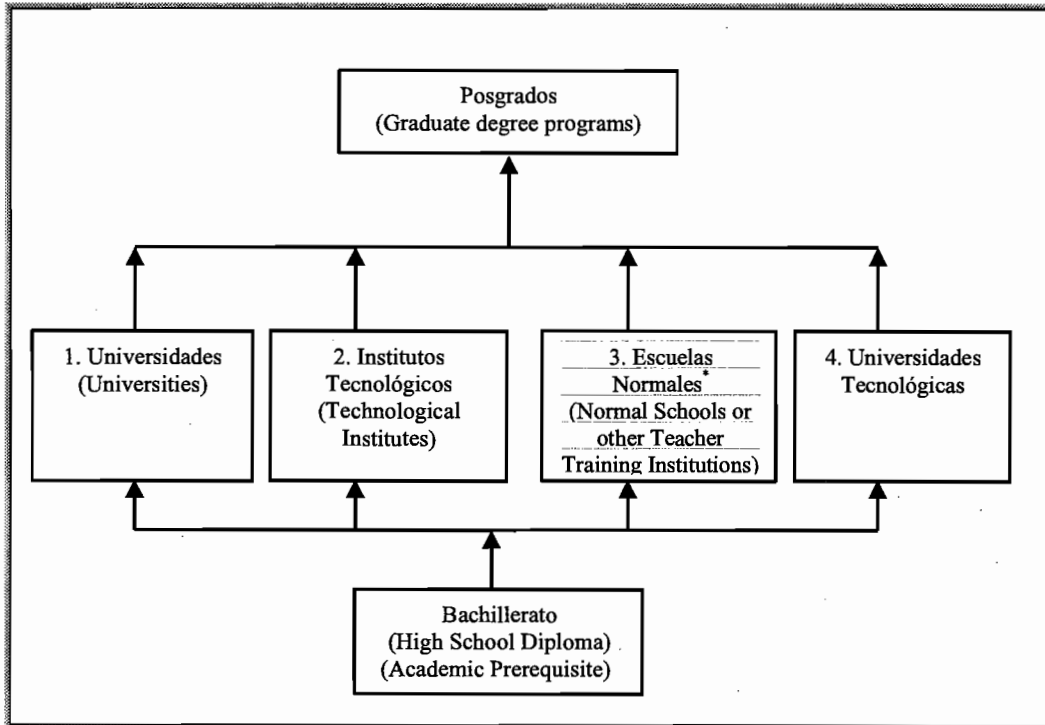 Posgrados
(Graduate degree programs)
1. Universidades
(Universities)
2. Institutos
Tecnológicos
(Technological
Institutes)
3. Escuelas
Normales*
(Normal Schools or
other Teacher
Training Institutions)
4. Universidades
Tecnológicas
Bachillerato
(High School Diploma)
(Academic Prerequisite)